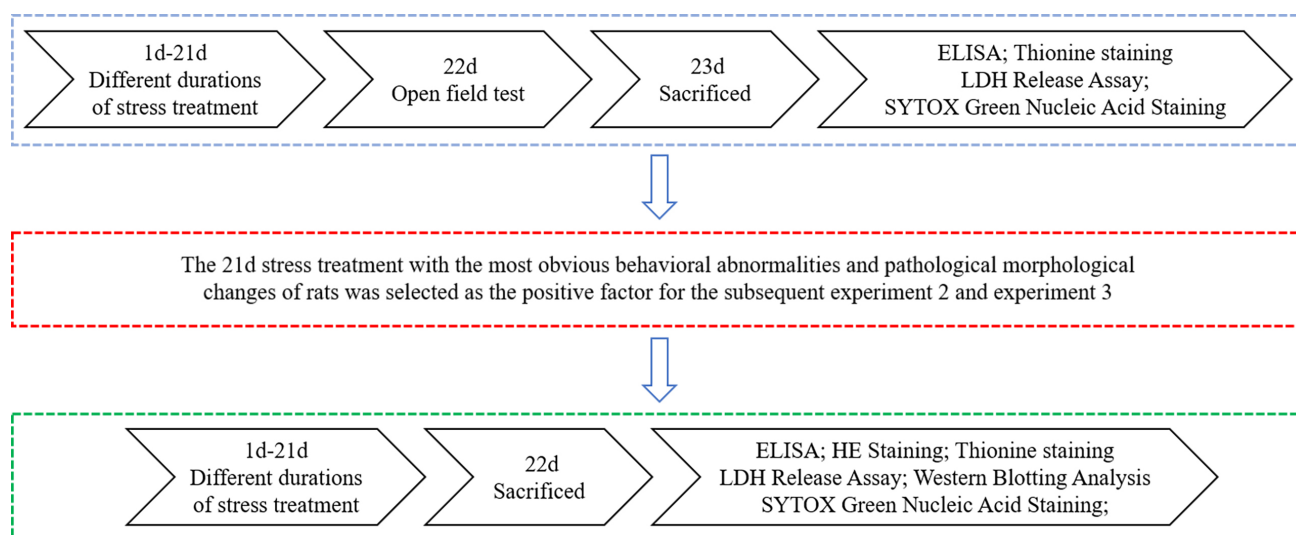 1d-21d
Different durations
of stress treatment
22d
Open field test
23d
Sacrificed
ELISA; Thionine staining
LDH Release Assay;
SYTOX Green Nucleic Acid Staining
The 21d stress treatment with the most obvious behavioral abnormalities and pathological morphological
changes of rats was selected as the positive factor for the subsequent experiment 2 and experiment 3
1d-21d
Different durations
of stress treatment
22d
Sacrificed
ELISA; HE Staining; Thionine staining
LDH Release Assay; Western Blotting Analysis
SYTOX Green Nucleic Acid Staining;